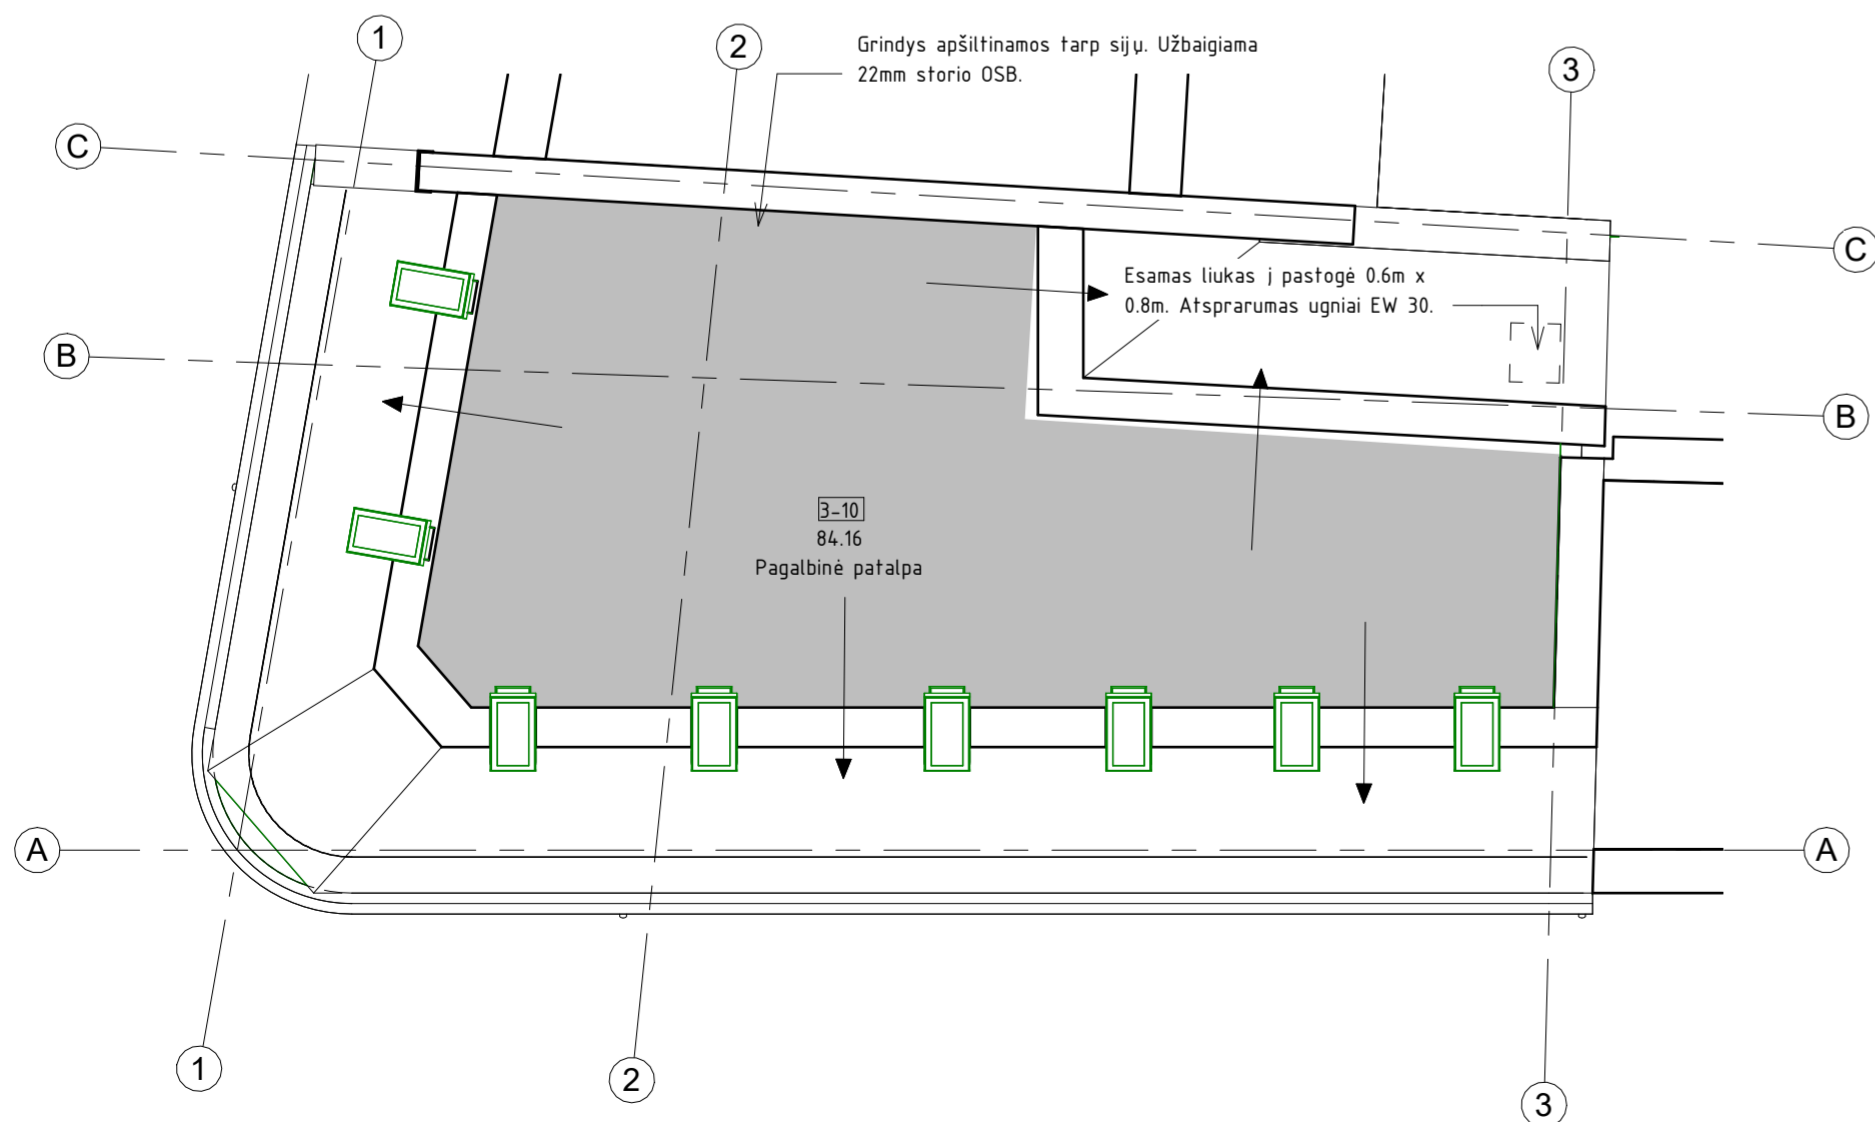 1
2
Grindys apšiltinamos tarp sijų. Užbaigiama
22mm storio OSB.
3
C
C
Esamas liukas į pastogė 0.6m x
0.8m. Atsprarumas ugniai EW 30.
B
B
3-10
84.16
Pagalbinė patalpa
A
A
1
2
3